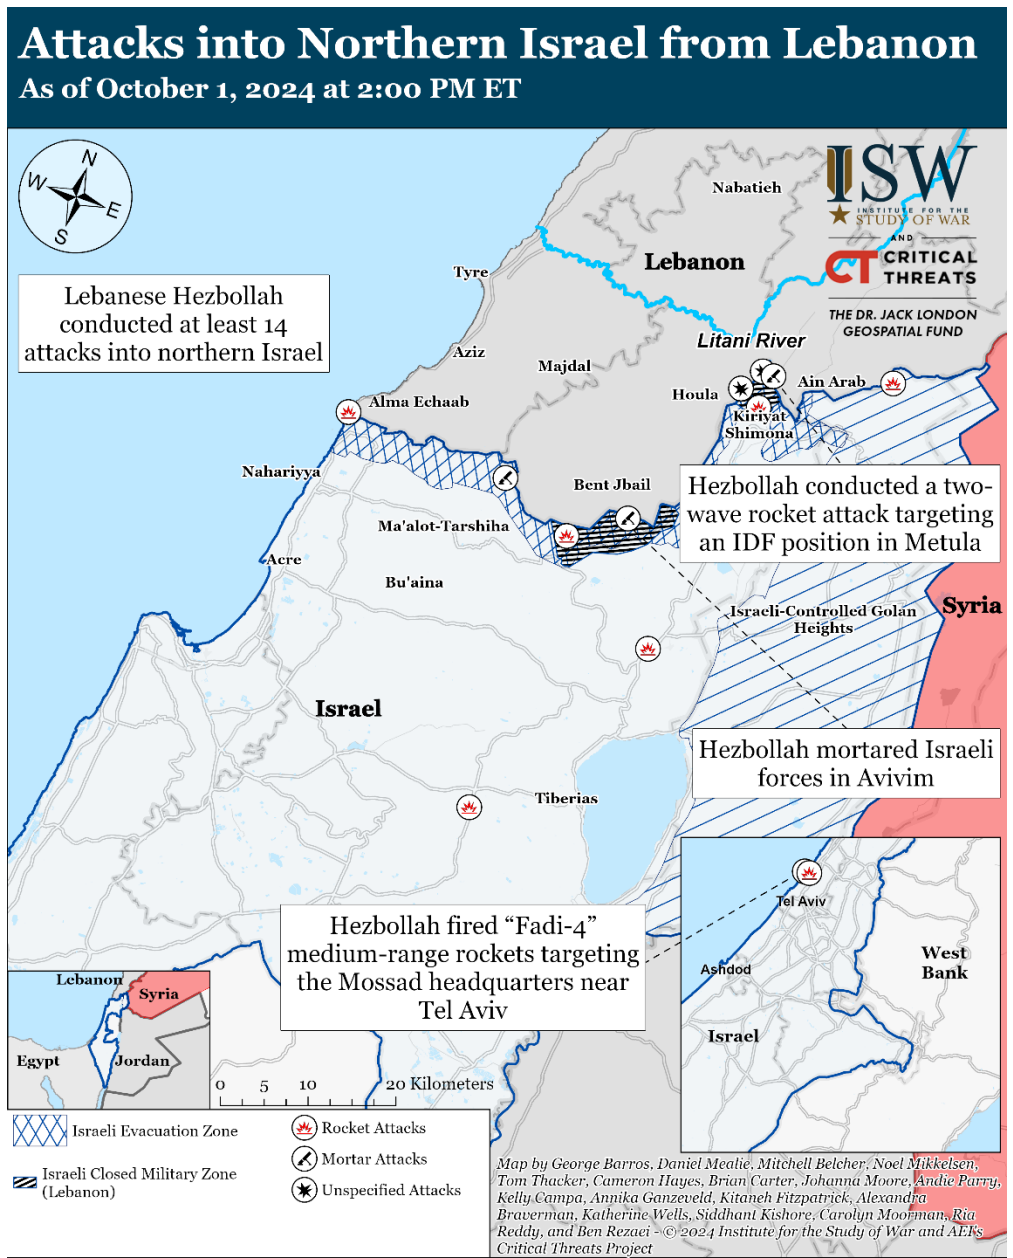 Attacks into Northern Israel from Lebanon
As of October 1, 2024 at 2:00 PM ET
N
W
E
S
ISW
INSTITUTE FOR THE
STUDY OF WAR
AND
CT CRITICAL
THREATS
THE DR. JACK LONDON
GEOSPATIAL FUND
Nabatieh
Lebanon
Tyre
Lebanese Hezbollah
conducted at least 14
attacks into northern Israel
Litani River
Aziz
Majdal
Ain Arab
Houla
Alma Echaab
Kiriyat
Shimona
Nahariyya
Bent Jbail
Hezbollah conducted a two-
wave rocket attack targeting
an IDF position in Metula
Ma'alot-Tarshiha
Acre
Bu'aina
Israeli-Controlled Golan
Heights
Syria
Israel
Hezbollah mortared Israeli
forces in Avivim
Tiberias
Hezbollah fired “Fadi-4”
medium-range rockets targeting
the Mossad headquarters near
Tel Aviv
Tel Aviv
West
Bank
Ashdod
Israel
Lebanon
Syria
Egypt
Jordan
0 5 10 20 Kilometers
Israeli Evacuation Zone
Israeli Closed Military Zone
(Lebanon)
Rocket Attacks
Mortar Attacks
Unspecified Attacks
Map by George Barros, Daniel Mealie, Mitchell Belcher, Noel Mikkelsen,
Tom Thacker, Cameron Hayes, Brian Carter, Johanna Moore, Andie Parry,
Kelly Campa, Annika Ganzeveld, Kitaneh Fitzpatrick, Alexandra
Braverman, Katherine Wells, Siddhant Kishore, Carolyn Moorman, Ria
Reddy, and Ben Rezaei - © 2024 Institute for the Study of War and AEI's
Critical Threats Project